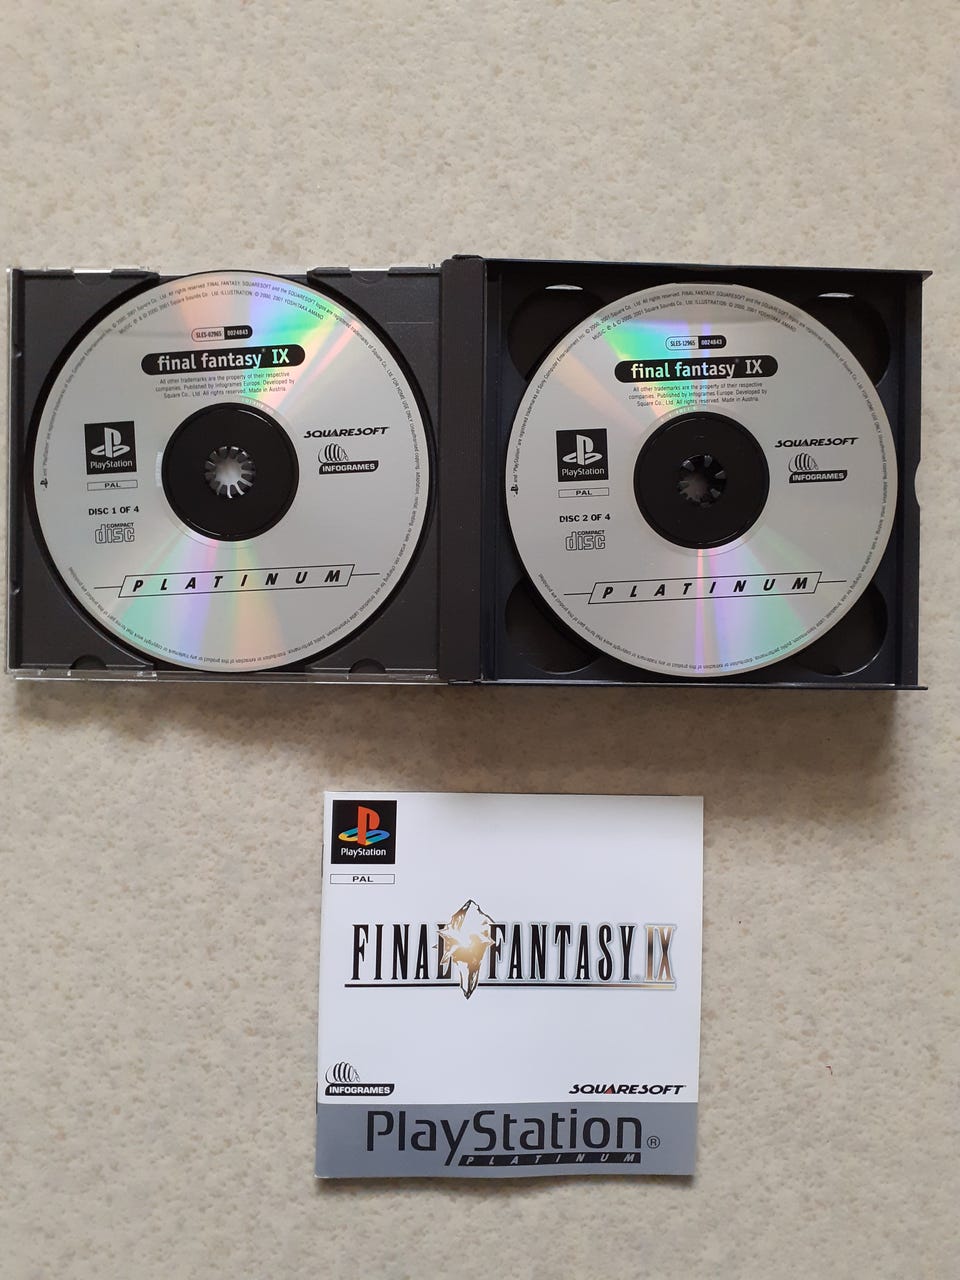 SLES-02965 0024843
final fantasy® IX
All other trademarks are the property of their respective
companies. Published by Infogrames Europe. Developed by
Square Co., Ltd. All rights reserved. Made in Austria.
PlayStation
PAL
DISC 1 OF 4
COMPACT
disc
SQUARESOFT
INFOGRAMES
PLATINUM
SLES-12965 0024843
final fantasy® IX
All other trademarks are the property of their respective
companies. Published by Infogrames Europe. Developed by
Square Co., Ltd. All rights reserved. Made in Austria.
PlayStation
PAL
DISC 2 OF 4
COMPACT
disc
SQUARESOFT
INFOGRAMES
PLATINUM
PlayStation
PAL
FINAL FANTASY IX
INFOGRAMES
SQUARESOFT
PlayStation®
PLATINUM